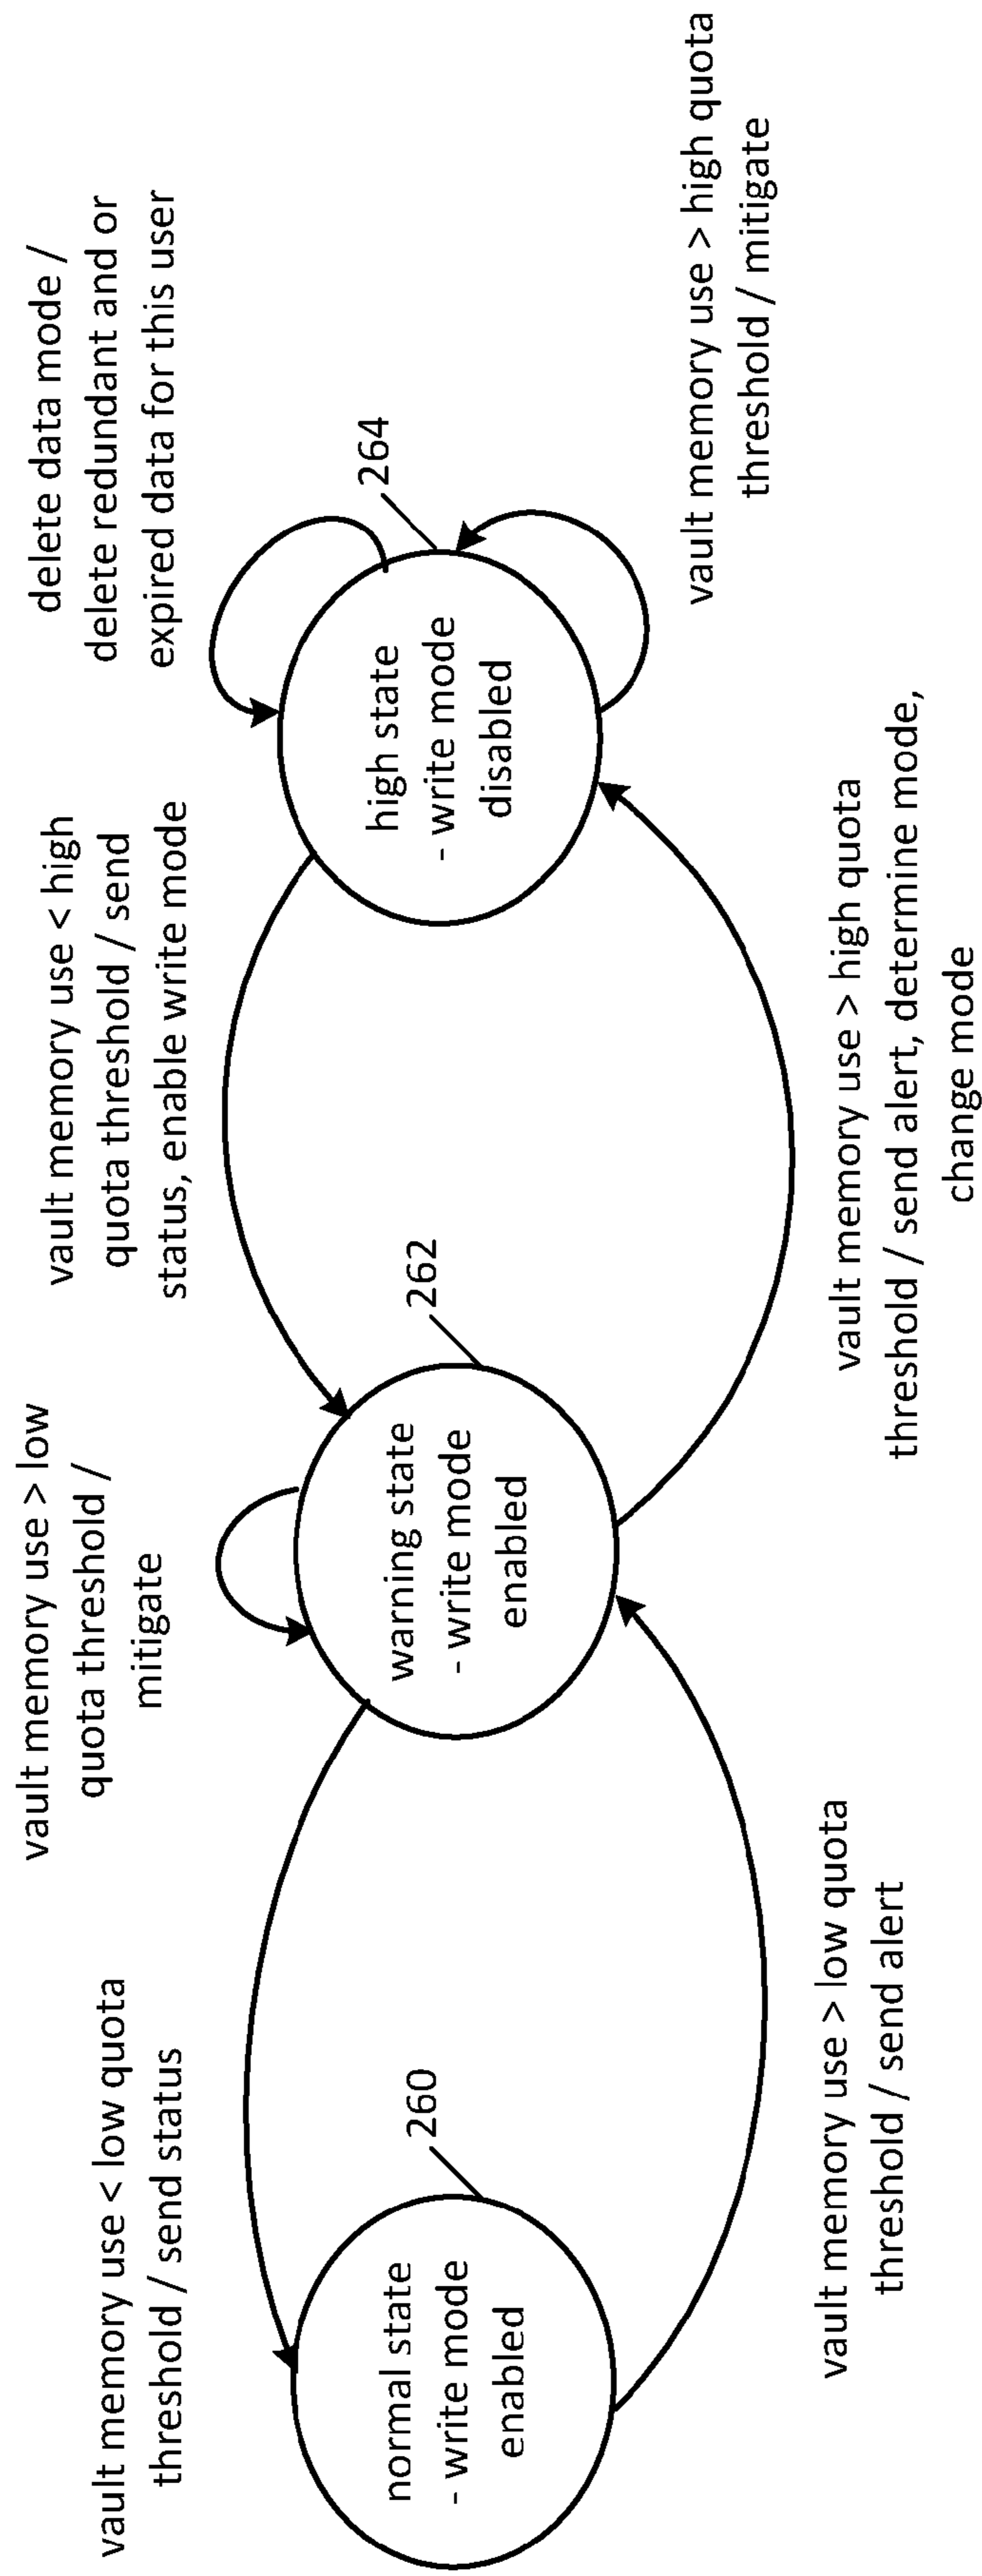 vault memory use < low quota
threshold / send status
vault memory use > low
quota threshold /
mitigate
vault memory use < high
quota threshold / send
status, enable write mode
delete data mode /
delete redundant and or
expired data for this user
260
262
264
normal state
- write mode
enabled
warning state
- write mode
enabled
high state
- write mode
disabled
vault memory use > low quota
threshold / send alert
vault memory use > high quota
threshold / send alert, determine mode,
change mode
vault memory use > high quota
threshold / mitigate